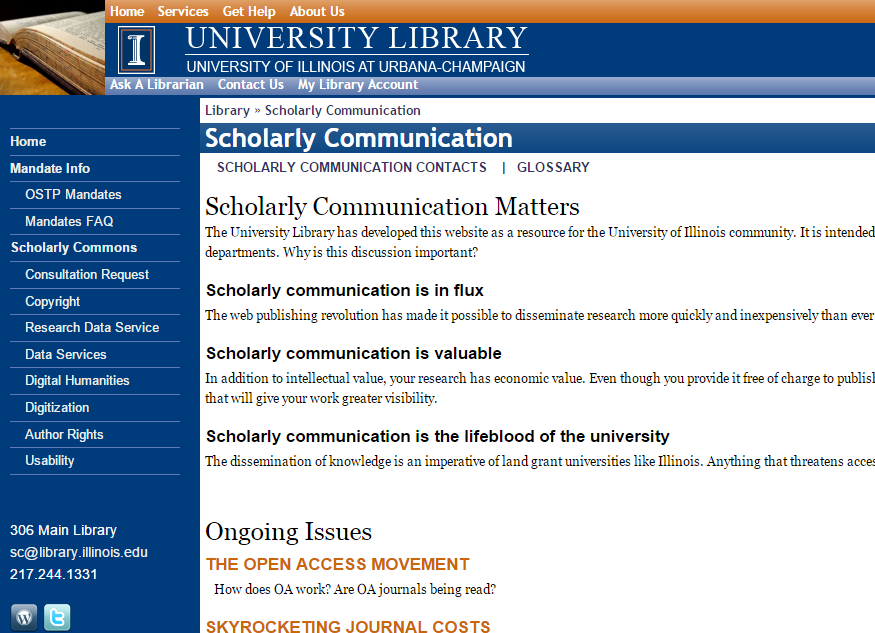 Home Services Get Help About Us
I
UNIVERSITY LIBRARY
UNIVERSITY OF ILLINOIS AT URBANA-CHAMPAIGN
Ask A Librarian Contact Us My Library Account
Home
Mandate Info
OSTP Mandates
Mandates FAQ
Scholarly Commons
Consultation Request
Copyright
Research Data Service
Data Services
Digital Humanities
Digitization
Author Rights
Usability
306 Main Library
sc@library.illinois.edu
217.244.1331
Library » Scholarly Communication
Scholarly Communication
SCHOLARLY COMMUNICATION CONTACTS | GLOSSARY
Scholarly Communication Matters
The University Library has developed this website as a resource for the University of Illinois community. It is intended
departments. Why is this discussion important?
Scholarly communication is in flux
The web publishing revolution has made it possible to disseminate research more quickly and inexpensively than ever
Scholarly communication is valuable
In addition to intellectual value, your research has economic value. Even though you provide it free of charge to publish
that will give your work greater visibility.
Scholarly communication is the lifeblood of the university
The dissemination of knowledge is an imperative of land grant universities like Illinois. Anything that threatens acces
Ongoing Issues
THE OPEN ACCESS MOVEMENT
How does OA work? Are OA journals being read?
SKYROCKETING JOURNAL COSTS